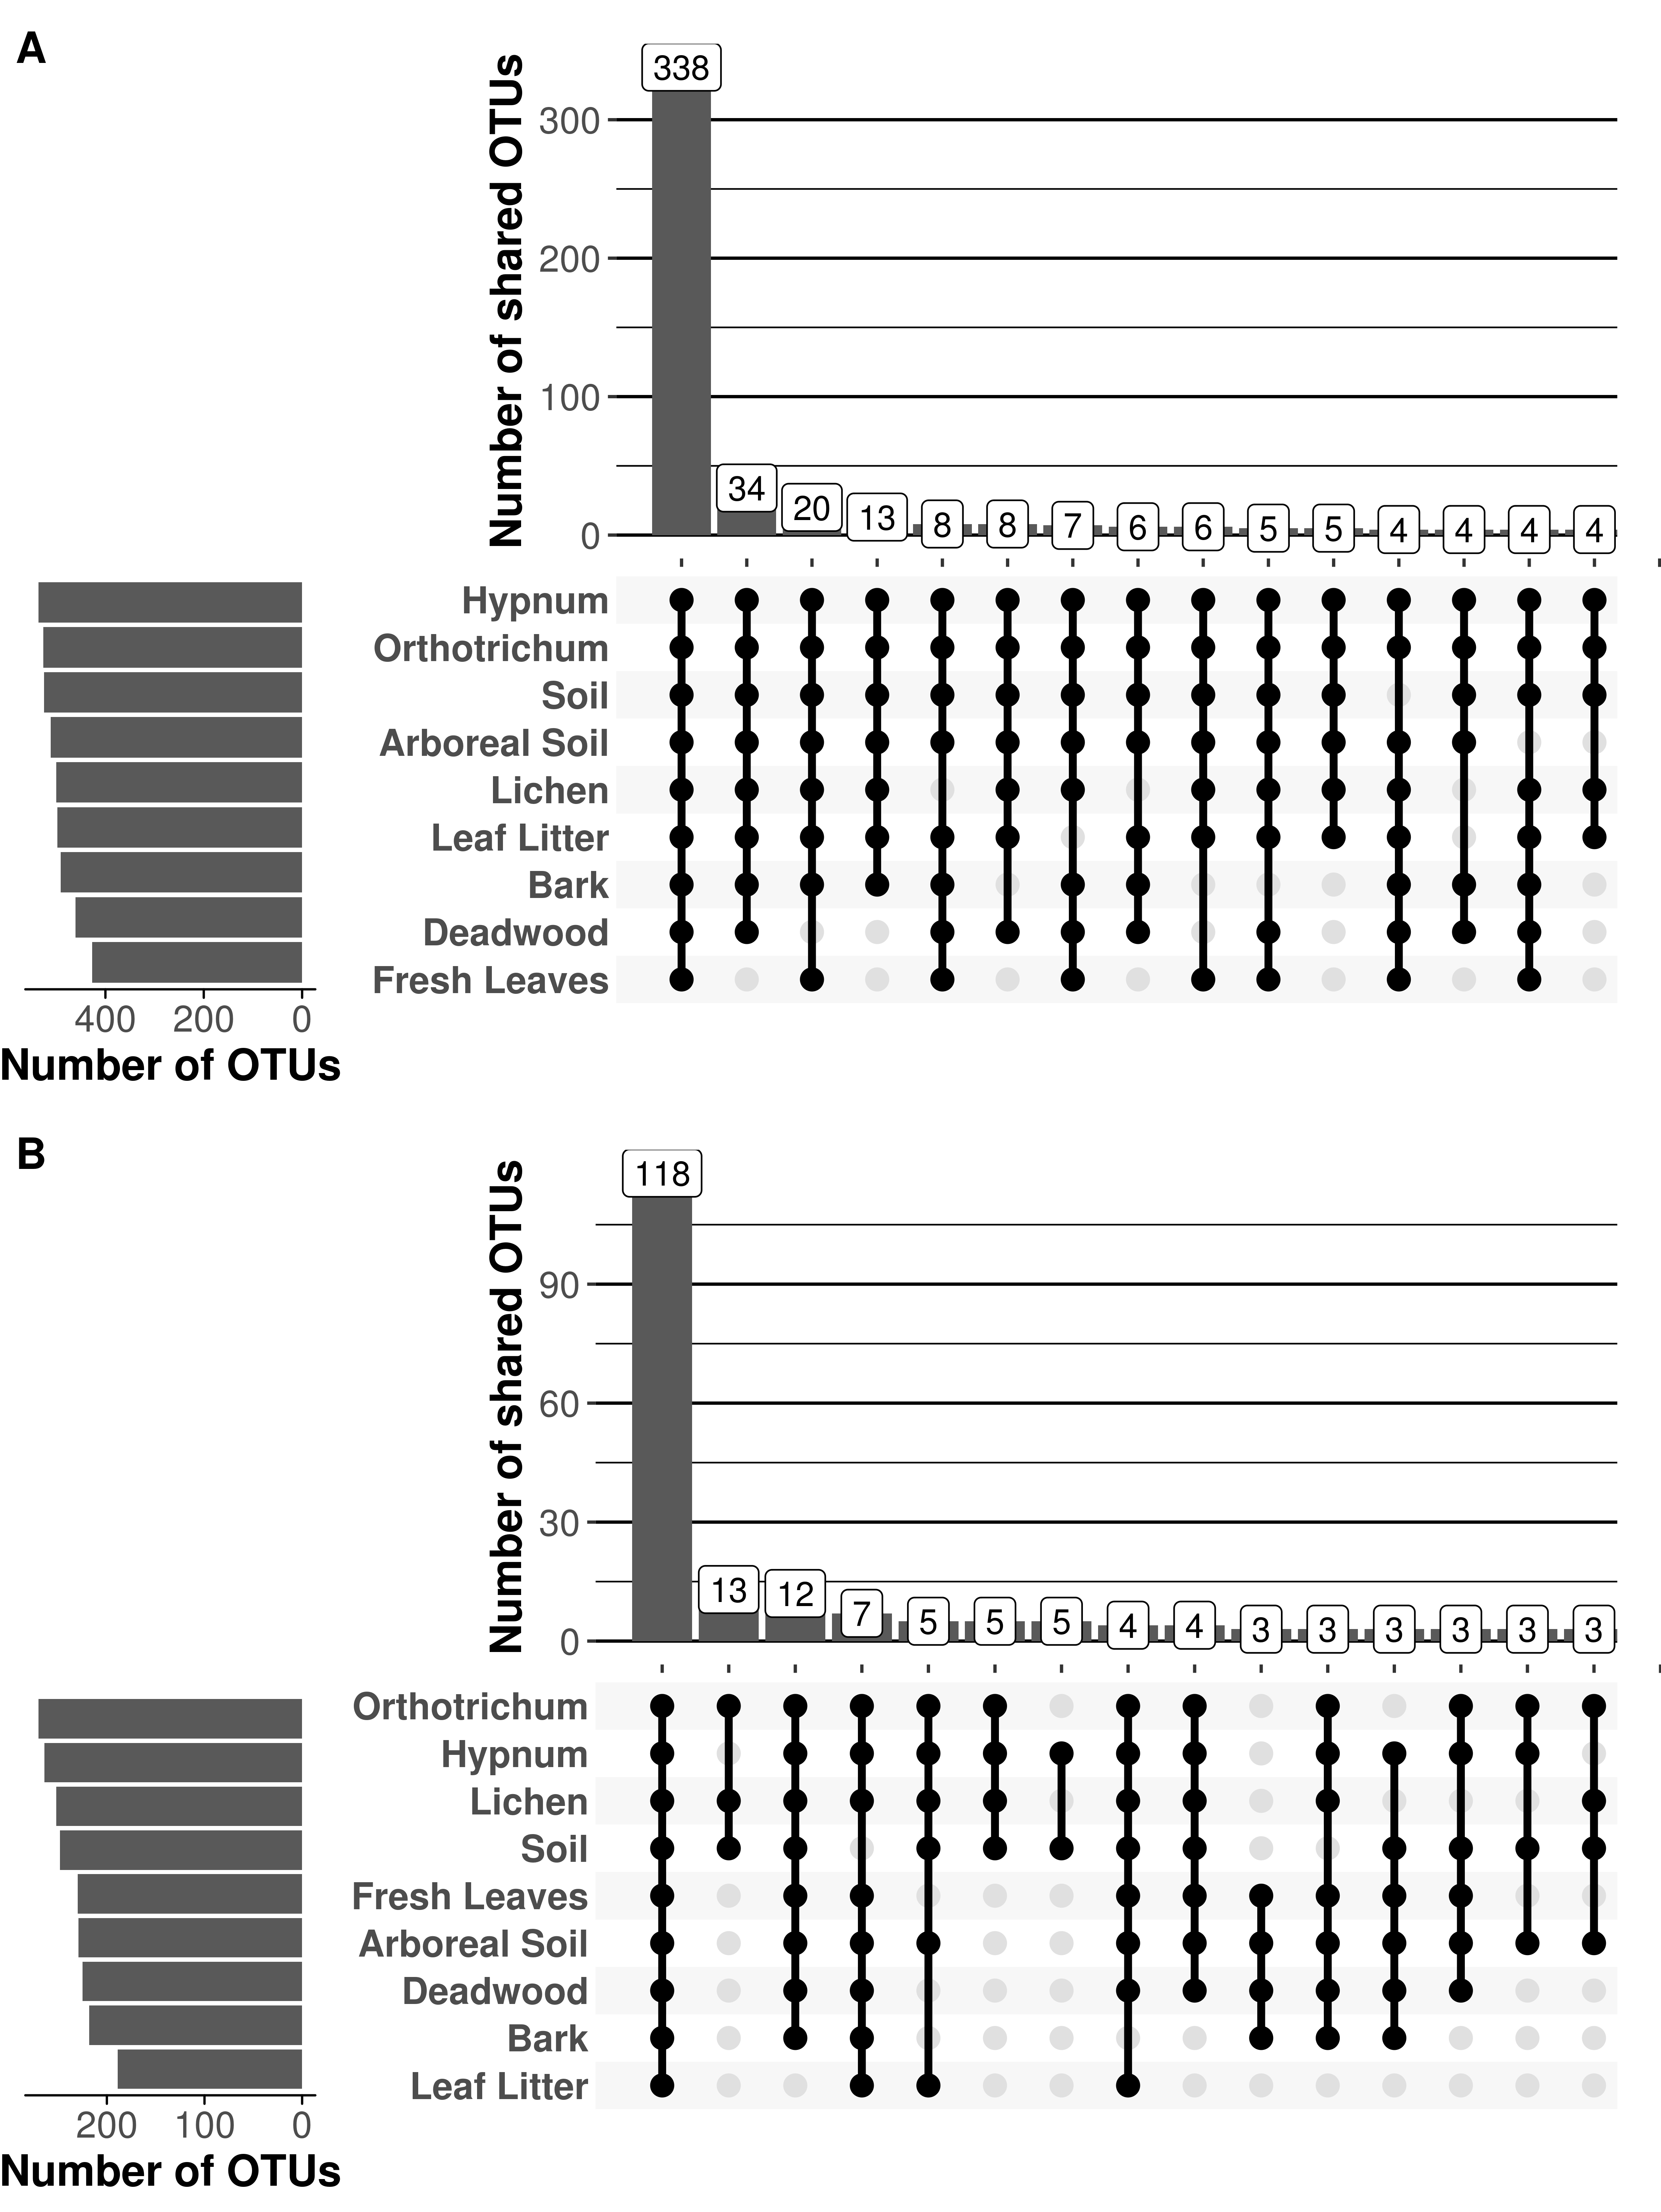 A
Number of shared OTUs
300
200
100
0
338
34
20
13
8
8
7
6
6
5
5
4
4
4
4
Hypnum
Orthotrichum
Soil
Arboreal Soil
Lichen
Leaf Litter
Bark
Deadwood
Fresh Leaves
400 200 0
Number of OTUs
B
Number of shared OTUs
90
60
30
0
118
13
12
7
5
5
5
4
4
3
3
3
3
3
3
Orthotrichum
Hypnum
Lichen
Soil
Fresh Leaves
Arboreal Soil
Deadwood
Bark
Leaf Litter
200 100 0
Number of OTUs